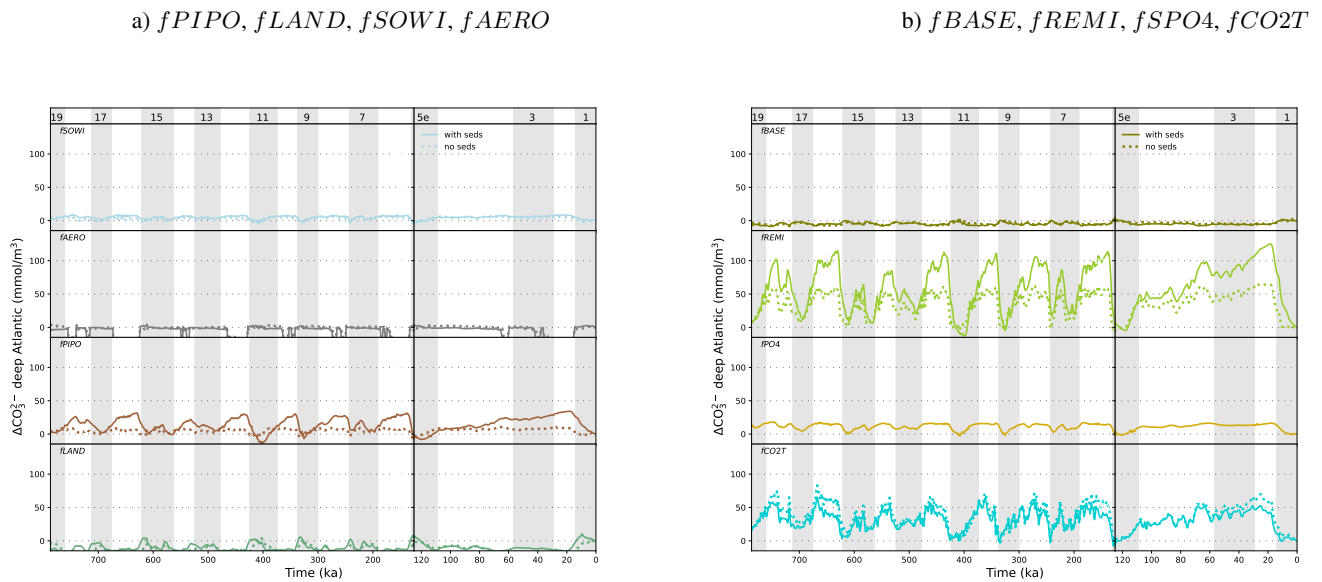 a) fPIPO, fLAND, fSOWI, fAERO
b) fBASE, fREMI, fSPO4, fCO2T
19 17 15 13 11 9 7 5e 3 1
fSOWI
with seds
no seds
100
50
0
fAERO
100
50
0
fPIPO
100
50
0
fLAND
100
50
0
ΔCO₃²⁻ deep Atlantic (mmol/m³)
700 600 500 400 300 200 120 100 80 60 40 20 0
Time (ka)
19 17 15 13 11 9 7 5e 3 1
fBASE
with seds
no seds
100
50
0
fREMI
100
50
0
fPO4
100
50
0
fCO2T
100
50
0
ΔCO₃²⁻ deep Atlantic (mmol/m³)
700 600 500 400 300 200 120 100 80 60 40 20 0
Time (ka)